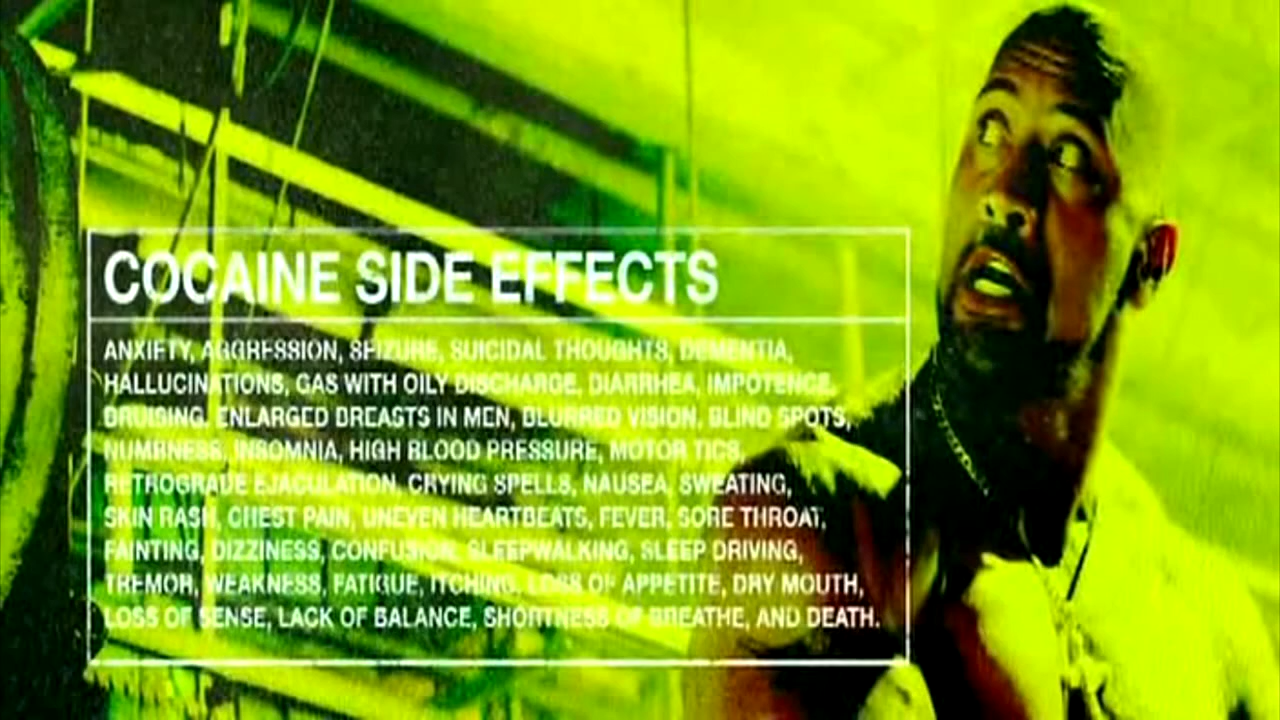 COCAINE SIDE EFFECTS
ANXIETY, AGGRESSION, SEIZURE, SUICIDAL THOUGHTS, DEMENTIA,
HALLUCINATIONS, GAS WITH OILY DISCHARGE, DIARRHEA, IMPOTENCE,
BRUISING, ENLARGED BREASTS IN MEN, BLURRED VISION, BLIND SPOTS,
NUMBNESS, INSOMNIA, HIGH BLOOD PRESSURE, MOTOR TICS,
RETROGRADE EJACULATION, CRYING SPELLS, NAUSEA, SWEATING,
SKIN RASH, CHEST PAIN, UNEVEN HEARTBEATS, FEVER, SORE THROAT,
FAINTING, DIZZINESS, CONFUSION, SLEEPWALKING, SLEEP DRIVING,
TREMOR, WEAKNESS, FATIGUE, ITCHING, LOSS OF APPETITE, DRY MOUTH,
LOSS OF SENSE, LACK OF BALANCE, SHORTNESS OF BREATHE, AND DEATH.